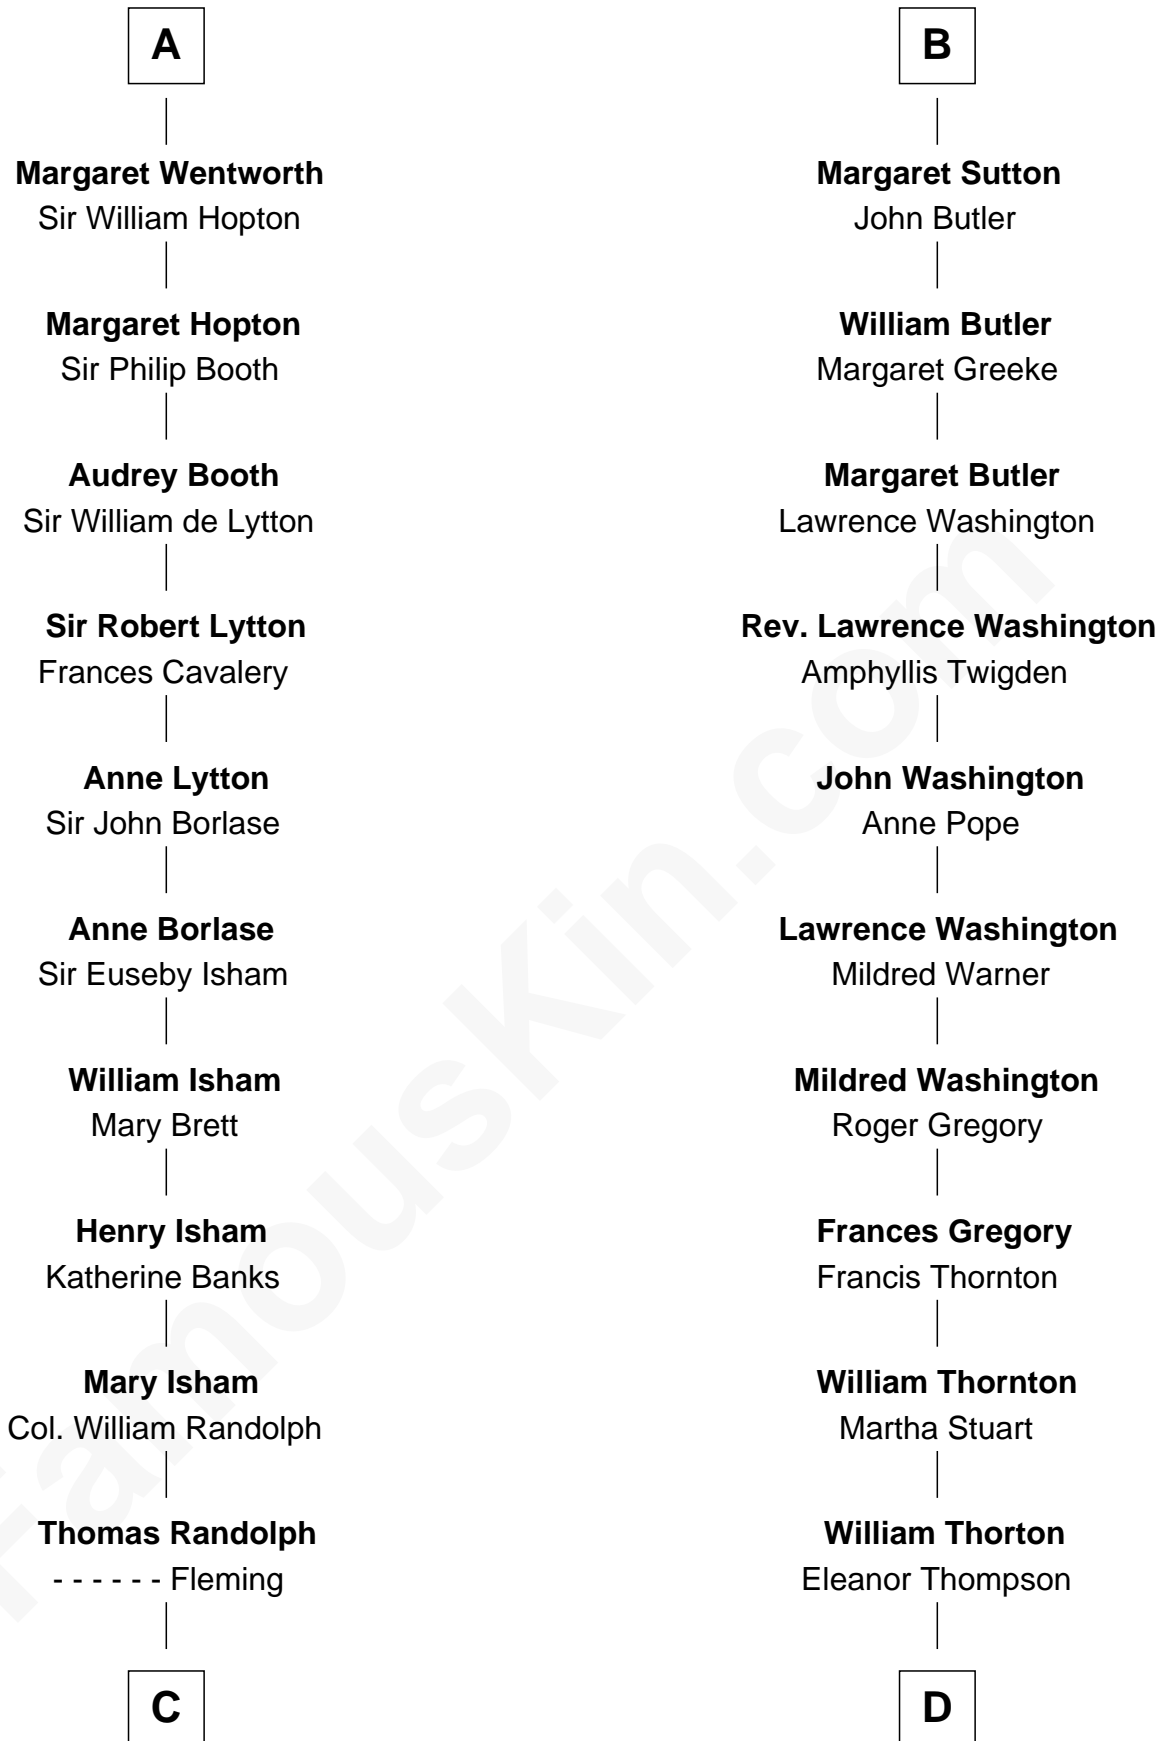 A
Margaret Wentworth
Sir William Hopton
Margaret Hopton
Sir Philip Booth
Audrey Booth
Sir William de Lytton
Sir Robert Lytton
Frances Cavalery
Anne Lytton
Sir John Borlase
Anne Borlase
Sir Euseby Isham
William Isham
Mary Brett
Henry Isham
Katherine Banks
Mary Isham
Col. William Randolph
Thomas Randolph
- - - - - - Fleming
C
B
Margaret Sutton
John Butler
William Butler
Margaret Greeke
Margaret Butler
Lawrence Washington
Rev. Lawrence Washington
Amphyllis Twigden
John Washington
Anne Pope
Lawrence Washington
Mildred Warner
Mildred Washington
Roger Gregory
Frances Gregory
Francis Thornton
William Thornton
Martha Stuart
William Thorton
Eleanor Thompson
D
FamousKin.com